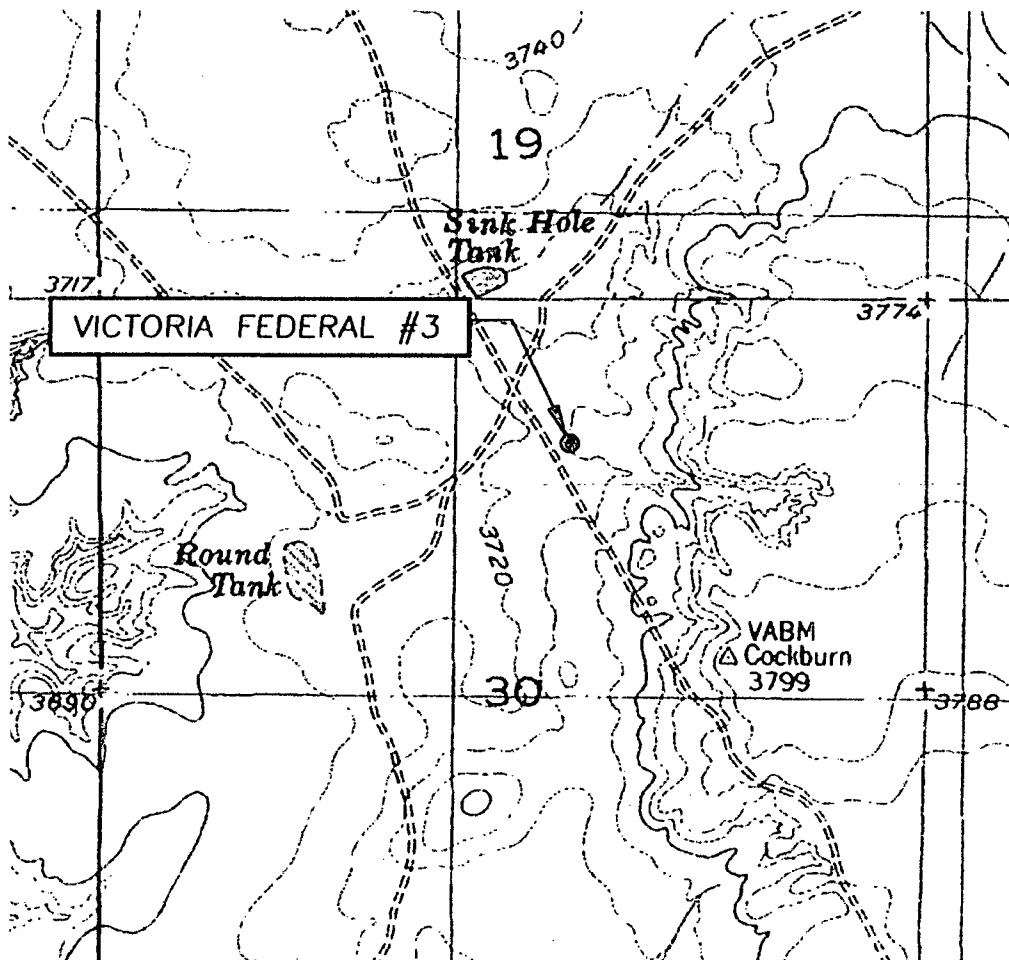 3740
19
Sink Hole
Tank
3717
3774
VICTORIA FEDERAL #3
3720
Round
Tank
VABM
Cockburn
3799
30
3690
3788